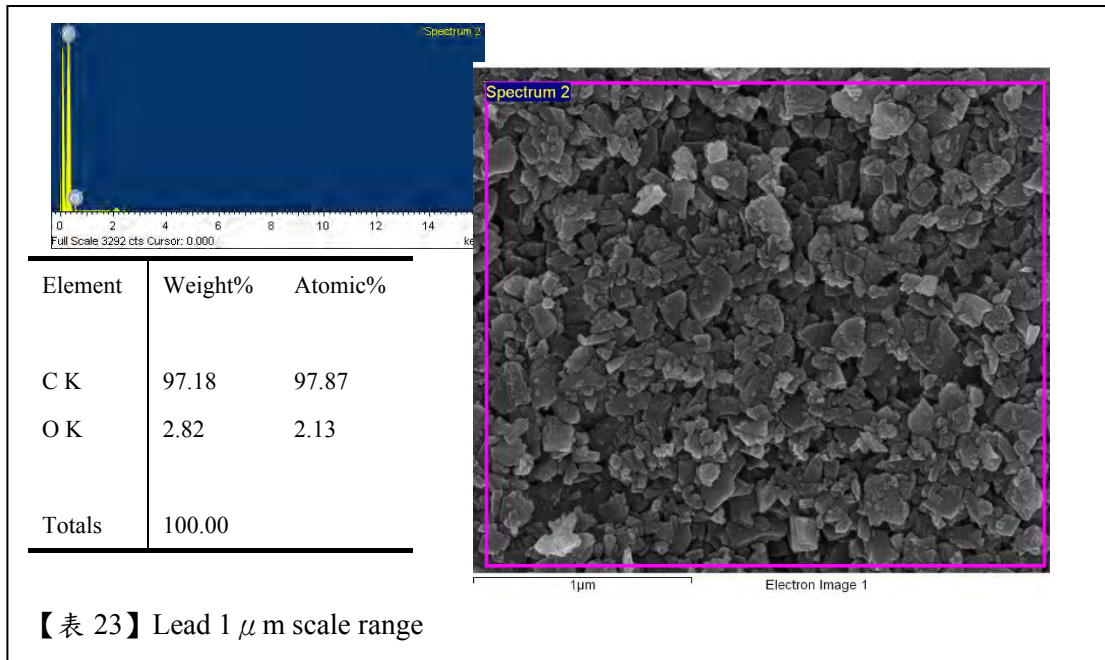 Spectrum 2
0 2 4 6 8 10 12 14
Full Scale 3292 cts Cursor: 0.000 ke
Spectrum 2
Element Weight% Atomic%
C K 97.18 97.87
O K 2.82 2.13
Totals 100.00
1µm Electron Image 1
【表 23】Lead 1 μ m scale range